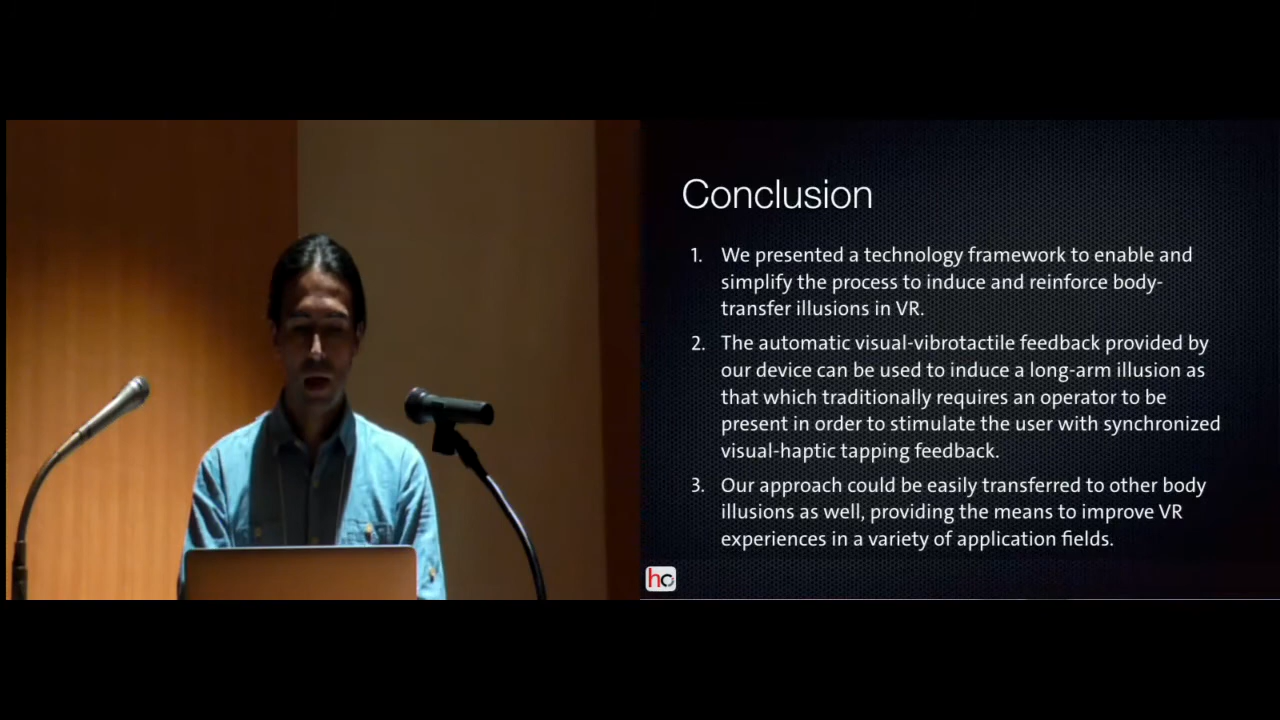 Conclusion
1. We presented a technology framework to enable and
simplify the process to induce and reinforce body-
transfer illusions in VR.
2. The automatic visual-vibrotactile feedback provided by
our device can be used to induce a long-arm illusion as
that which traditionally requires an operator to be
present in order to stimulate the user with synchronized
visual-haptic tapping feedback.
3. Our approach could be easily transferred to other body
illusions as well, providing the means to improve VR
experiences in a variety of application fields.
hc